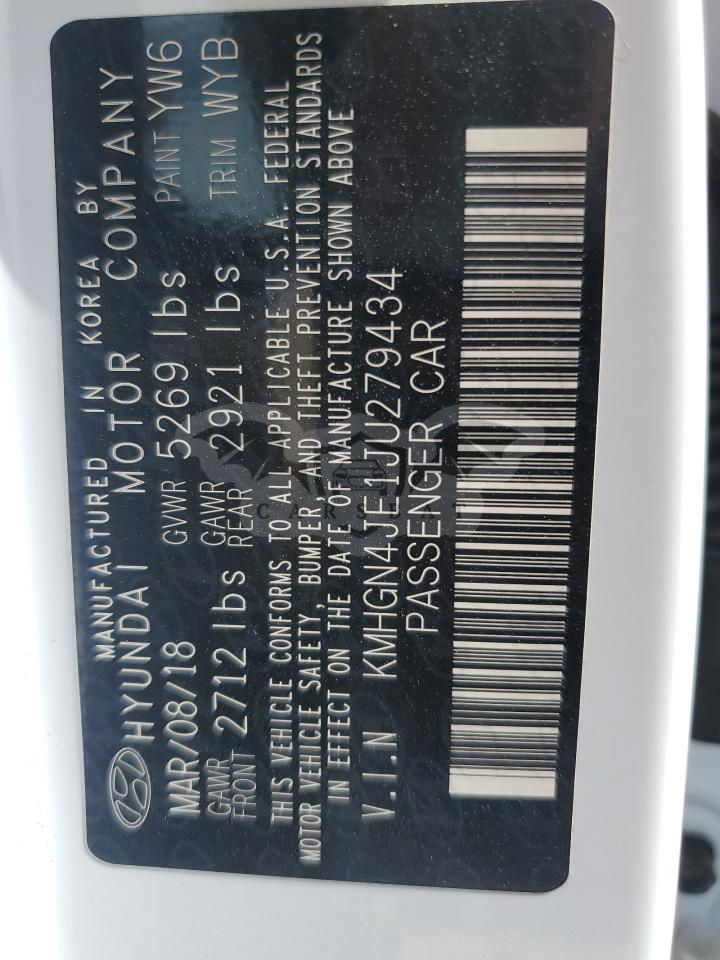 MANUFACTURED IN KOREA BY
HYUNDAI MOTOR COMPANY
MAR/08/18 GVWR 5269 lbs PAINT YW6
GAWR FRONT 2712 lbs GAWR REAR 2921 lbs TRIM WYB
THIS VEHICLE CONFORMS TO ALL APPLICABLE U.S.A. FEDERAL
MOTOR VEHICLE SAFETY, BUMPER, AND THEFT PREVENTION STANDARDS
IN EFFECT ON THE DATE OF MANUFACTURE SHOWN ABOVE
V.I.N KMHGN4JE1JU279434
PASSENGER CAR